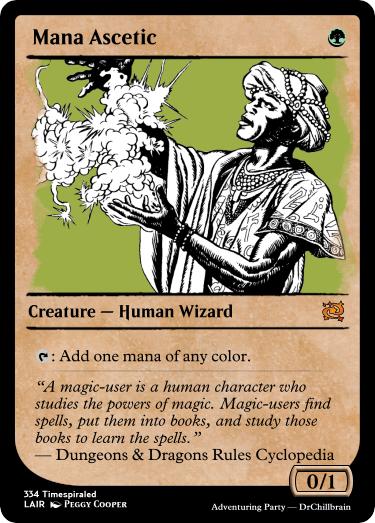 Mana Ascetic
Creature — Human Wizard
: Add one mana of any color.
“A magic-user is a human character who
studies the powers of magic. Magic-users find
spells, put them into books, and study those
books to learn the spells.”
— Dungeons & Dragons Rules Cyclopedia
0/1
334 Timespiraled
LAIR Peggy Cooper
Adventuring Party — DrChillbrain